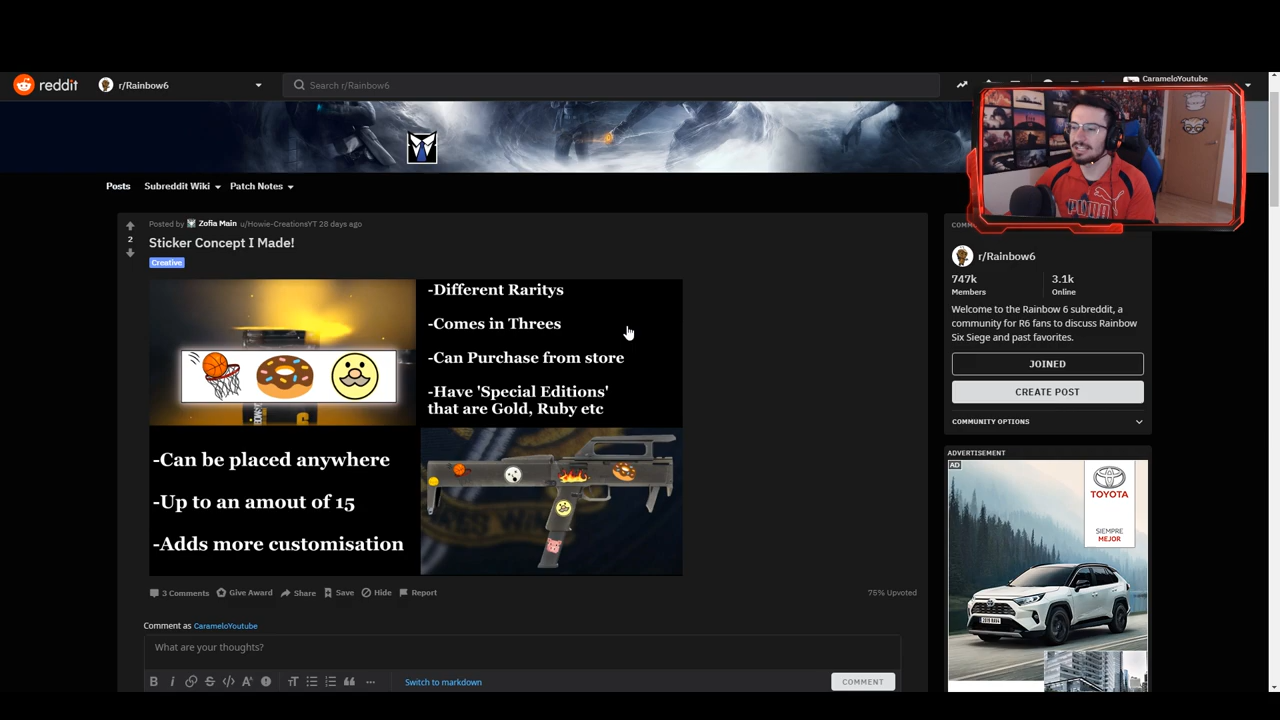 reddit
r/Rainbow6
Search r/Rainbow6
CarameloYoutube
Posts
Subreddit Wiki
Patch Notes
Posted by Zofia Main u/Howie-CreationsYT 28 days ago
2
Sticker Concept I Made!
Creative
-Different Raritys
-Comes in Threes
-Can Purchase from store
-Have 'Special Editions'
that are Gold, Ruby etc
-Can be placed anywhere
-Up to an amout of 15
-Adds more customisation
3 Comments
Give Award
Share
Save
Hide
Report
75% Upvoted
Comment as CarameloYoutube
What are your thoughts?
Switch to markdown
COMMENT
r/Rainbow6
747k
3.1k
Members
Online
Welcome to the Rainbow 6 subreddit, a
community for R6 fans to discuss Rainbow
Six Siege and past favorites.
JOINED
CREATE POST
COMMUNITY OPTIONS
ADVERTISEMENT
AD
TOYOTA
SIEMPRE
MEJOR